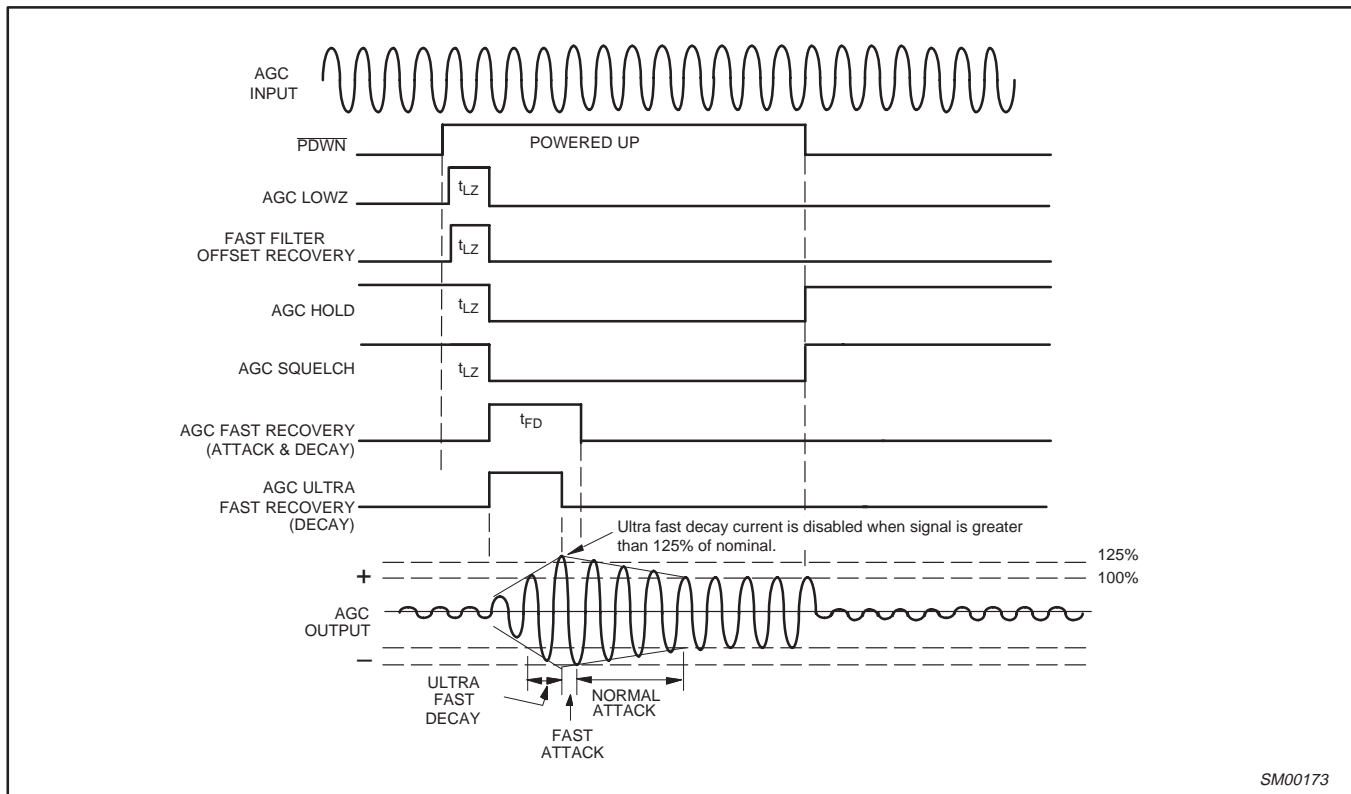 AGC
INPUT
PDWN
POWERED UP
AGC LOWZ
tLZ
FAST FILTER
OFFSET RECOVERY
tLZ
AGC HOLD
tLZ
AGC SQUELCH
tLZ
AGC FAST RECOVERY
(ATTACK & DECAY)
tFD
AGC ULTRA
FAST RECOVERY
(DECAY)
Ultra fast decay current is disabled when signal is greater
than 125% of nominal.
125%
100%
+
AGC
OUTPUT
–
ULTRA
FAST
DECAY
NORMAL
ATTACK
FAST
ATTACK
SM00173